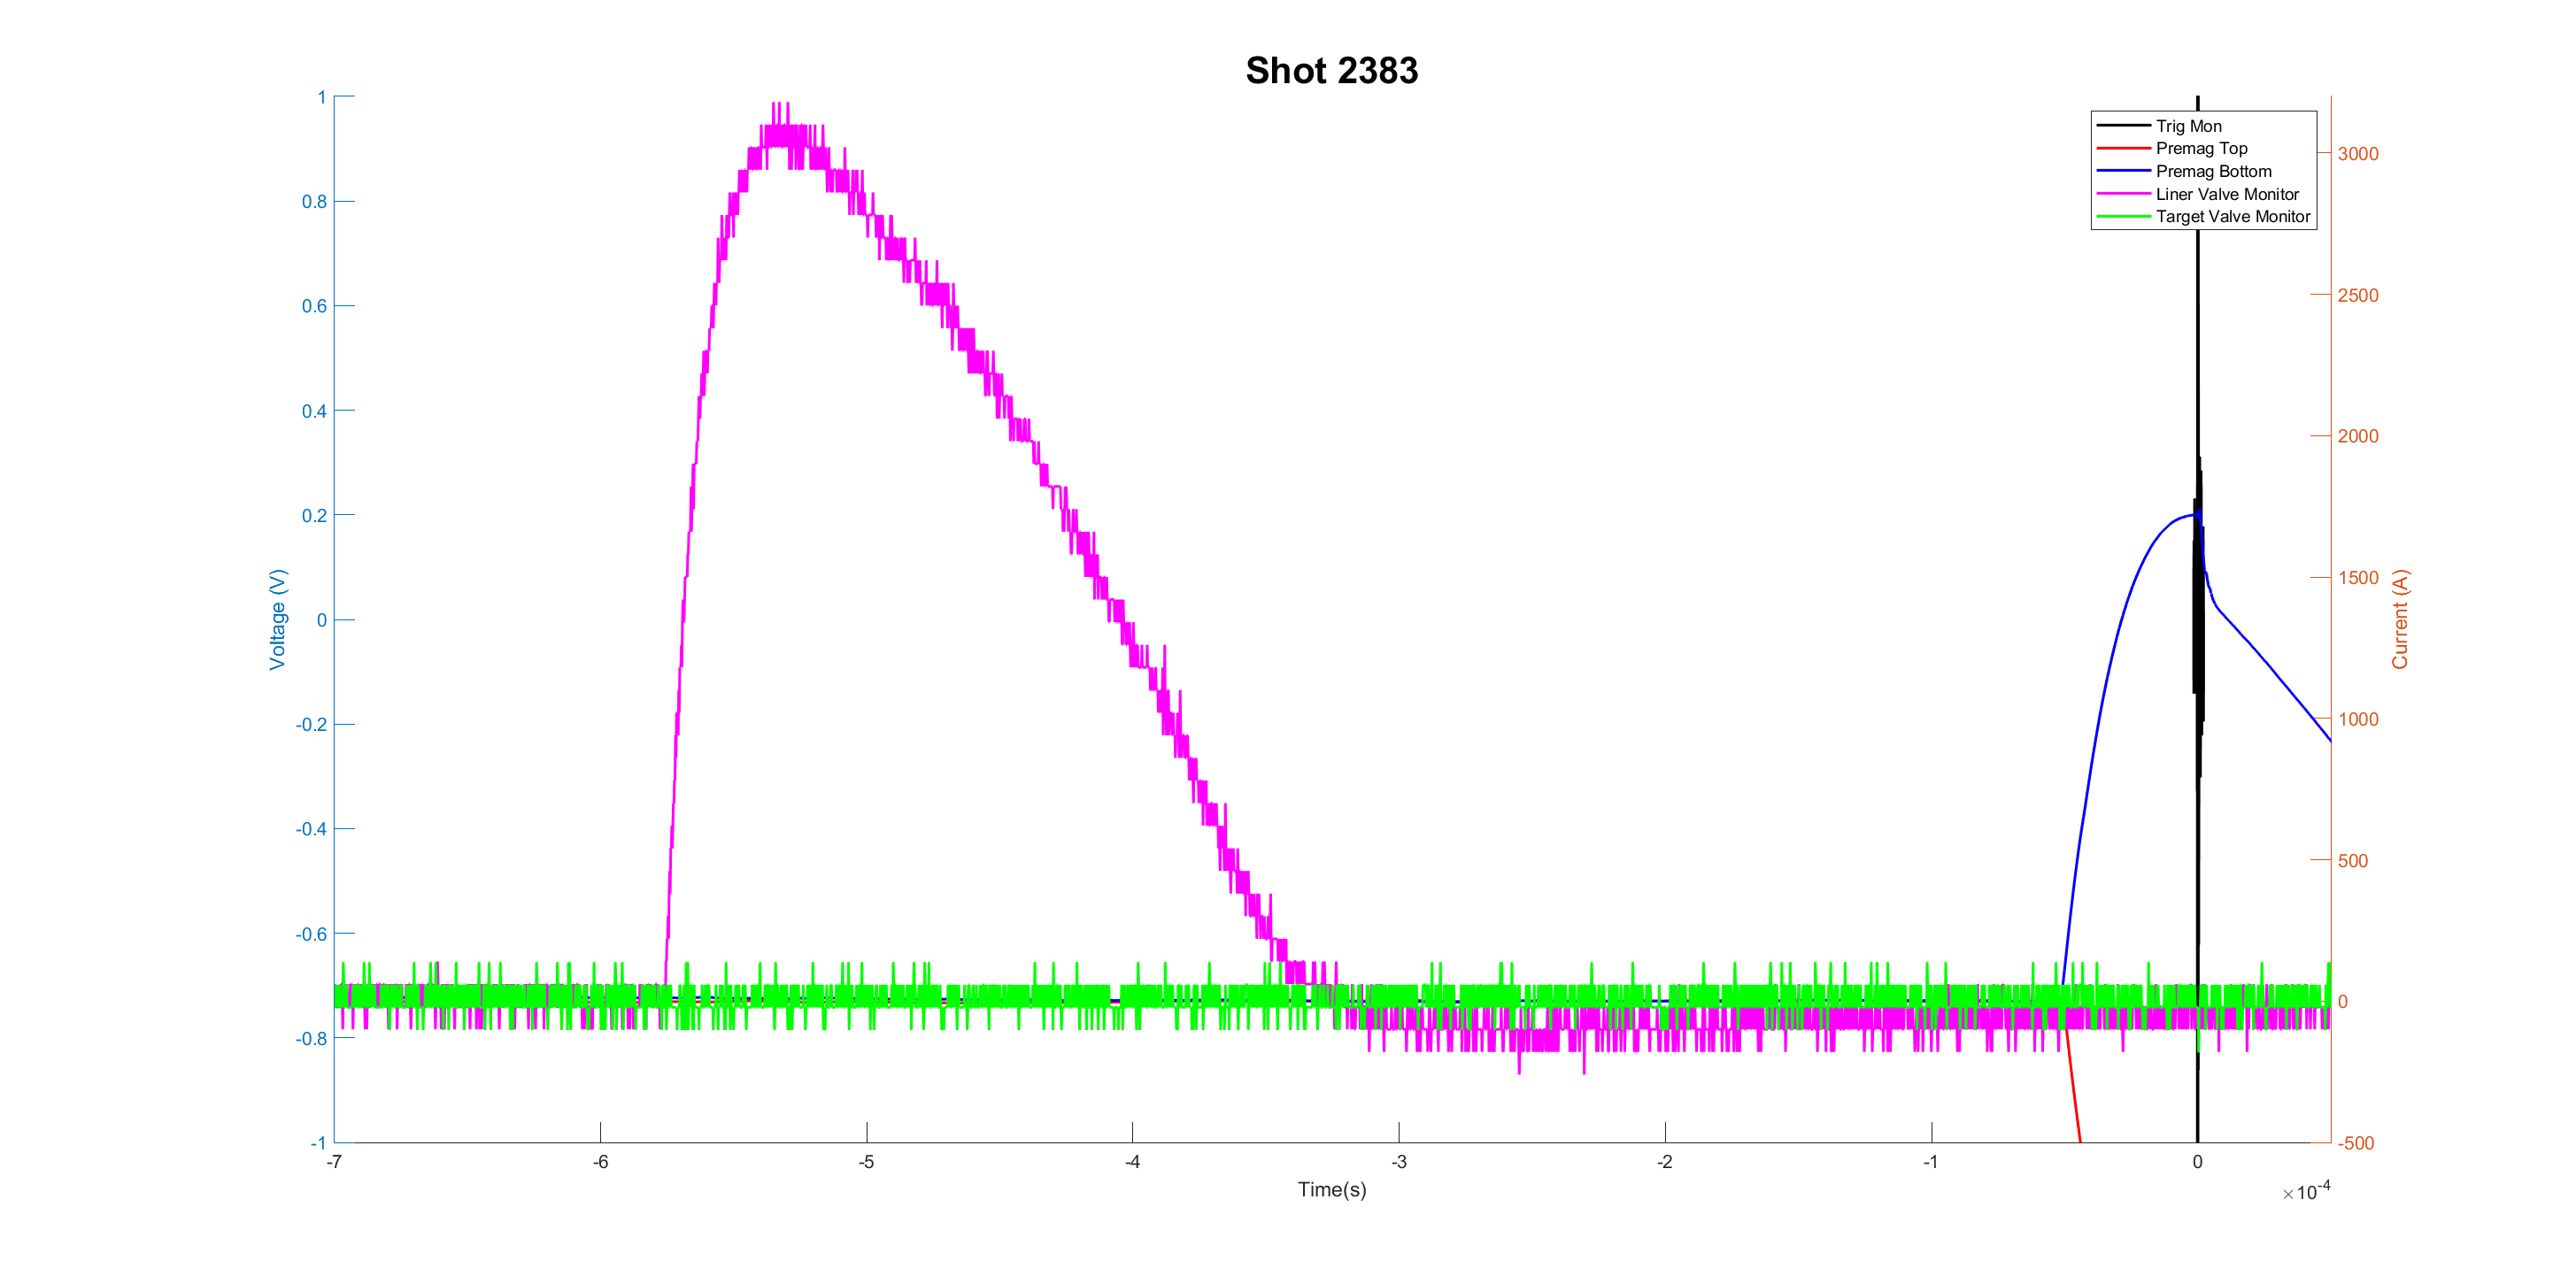 Shot 2383
1
0.8
0.6
0.4
0.2
0
-0.2
-0.4
-0.6
-0.8
-1
Voltage (V)
Trig Mon
Premag Top
Premag Bottom
Liner Valve Monitor
Target Valve Monitor
3000
2500
2000
1500
1000
500
0
-500
Current (A)
-7 -6 -5 -4 -3 -2 -1 0
Time(s)
×10⁻⁴